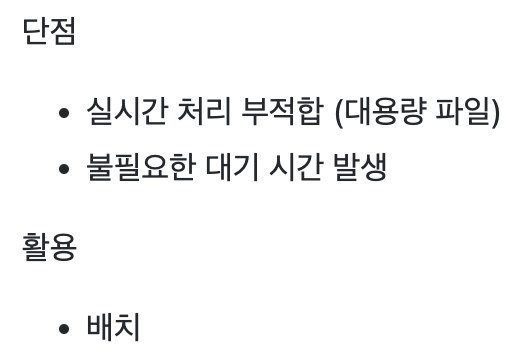 단점
• 실시간 처리 부적합 (대용량 파일)
• 불필요한 대기 시간 발생
활용
• 배치